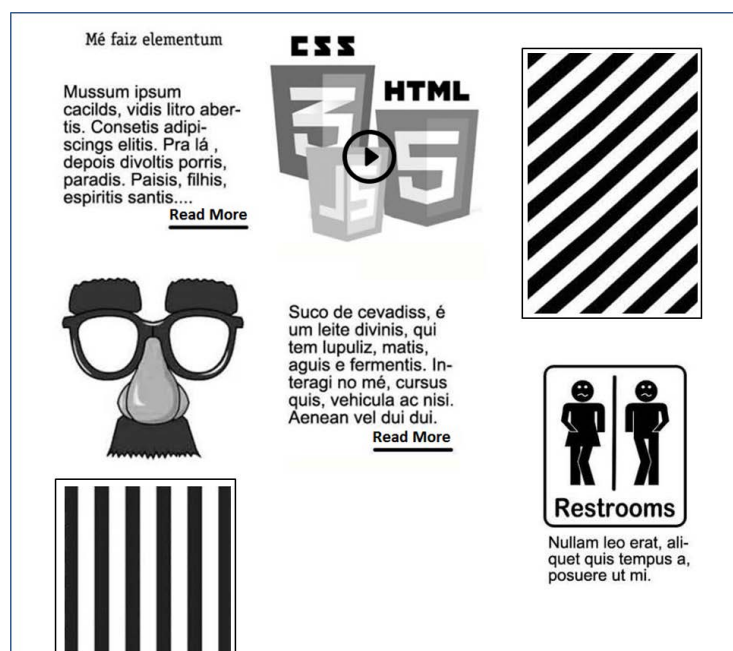 Mé faiz elementum
Mussum ipsum
cacilds, vidis litro aber-
tis. Consetis adipi-
scings elitis. Pra lá ,
depois divoltis porris,
paradis. Paisis, filhis,
espiritis santis....
Read More
CSS
3
HTML
JS
5
Suco de cevadiss, é
um leite divinis, qui
tem lupuliz, matis,
aguis e fermentis. In-
teragi no mé, cursus
quis, vehicula ac nisi.
Aenean vel dui dui.
Read More
Restrooms
Nullam leo erat, ali-
quet quis tempus a,
posuere ut mi.